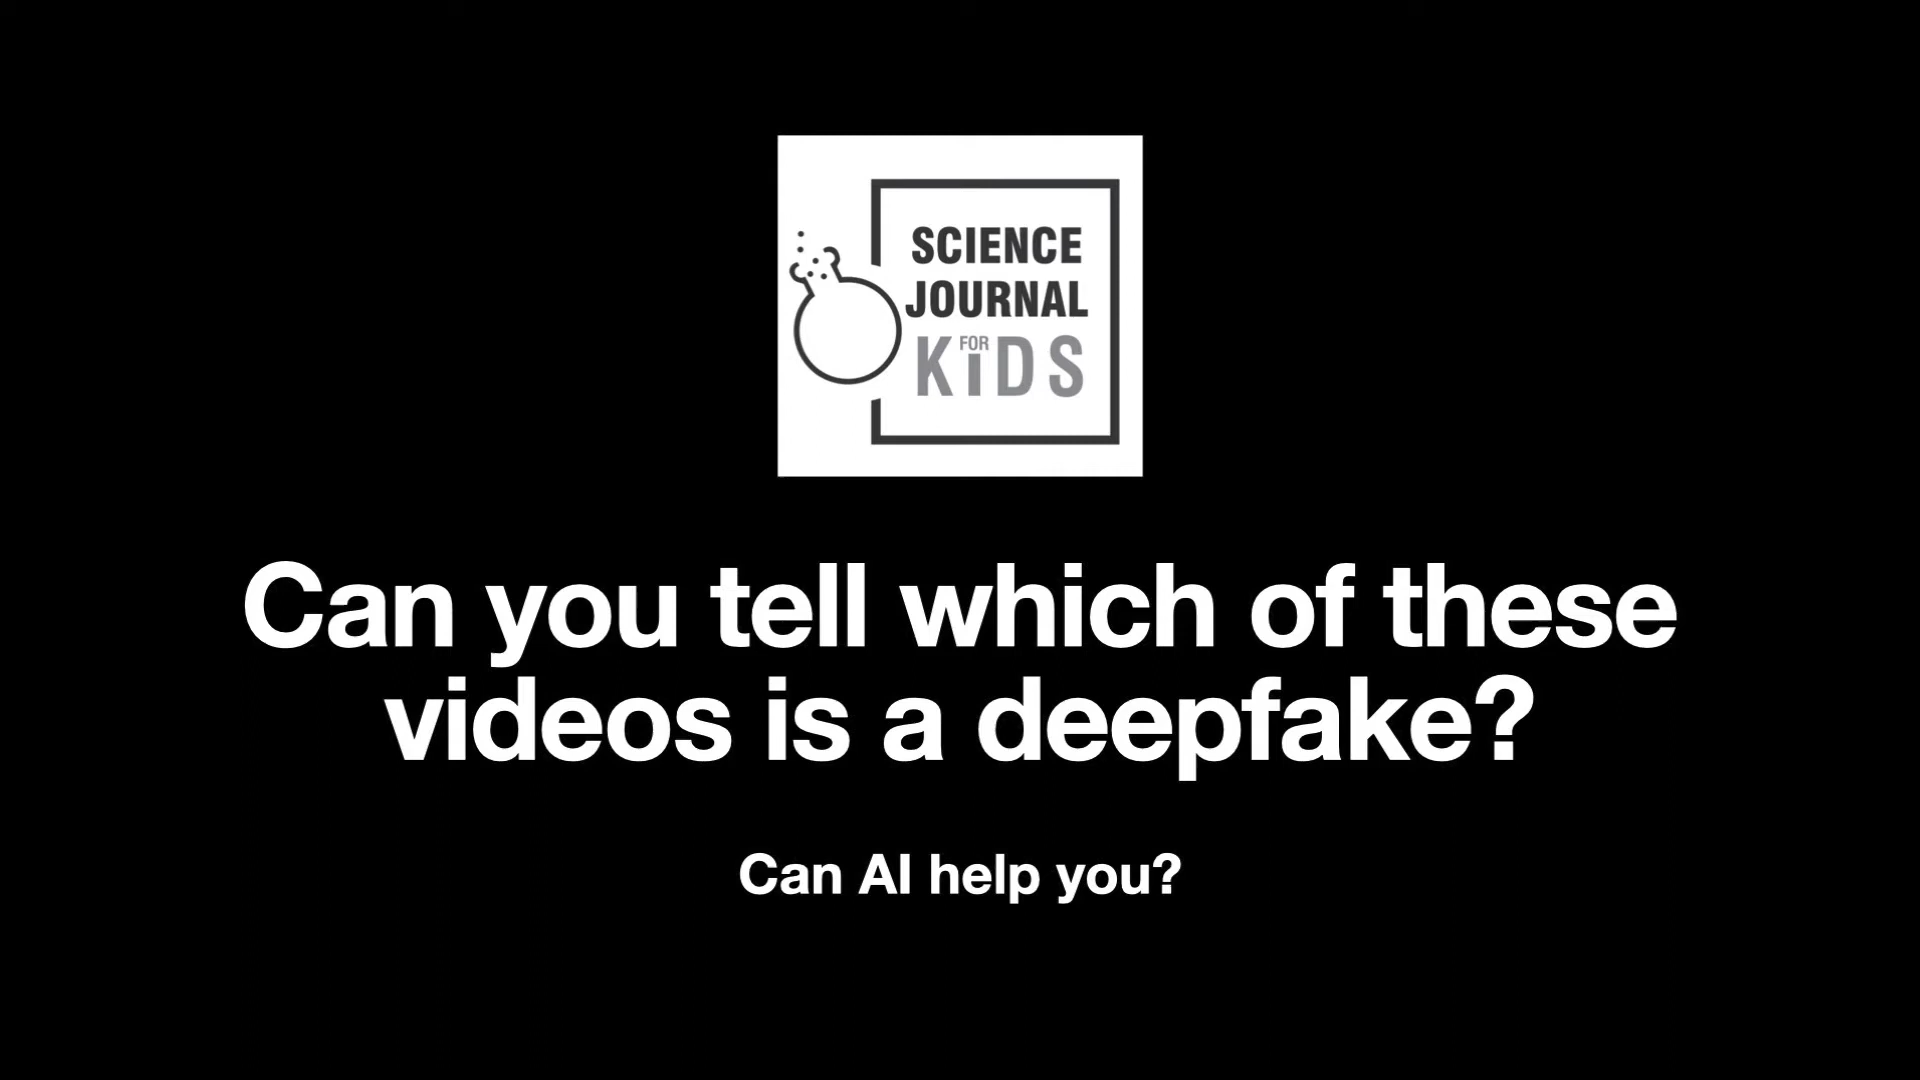 SCIENCE
JOURNAL
FOR
KiDS
Can you tell which of these
videos is a deepfake?
Can AI help you?